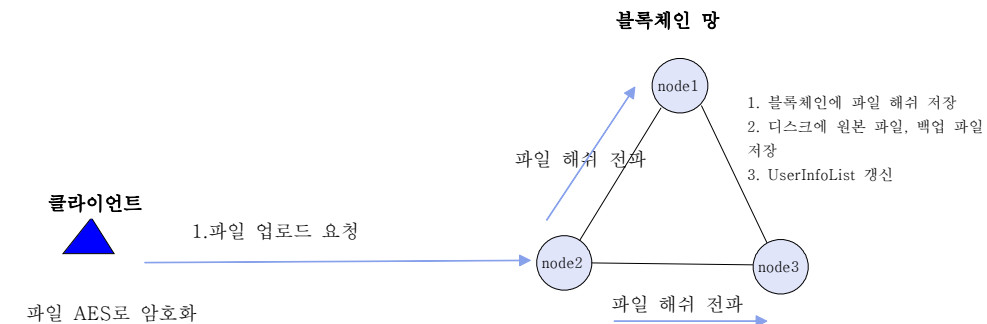 블록체인 망
node1
1. 블록체인에 파일 해쉬 저장
2. 디스크에 원본 파일, 백업 파일
저장
3. UserInfoList 갱신
파일 해쉬 전파
클라이언트
1.파일 업로드 요청
node2
node3
파일 해쉬 전파
파일 AES로 암호화